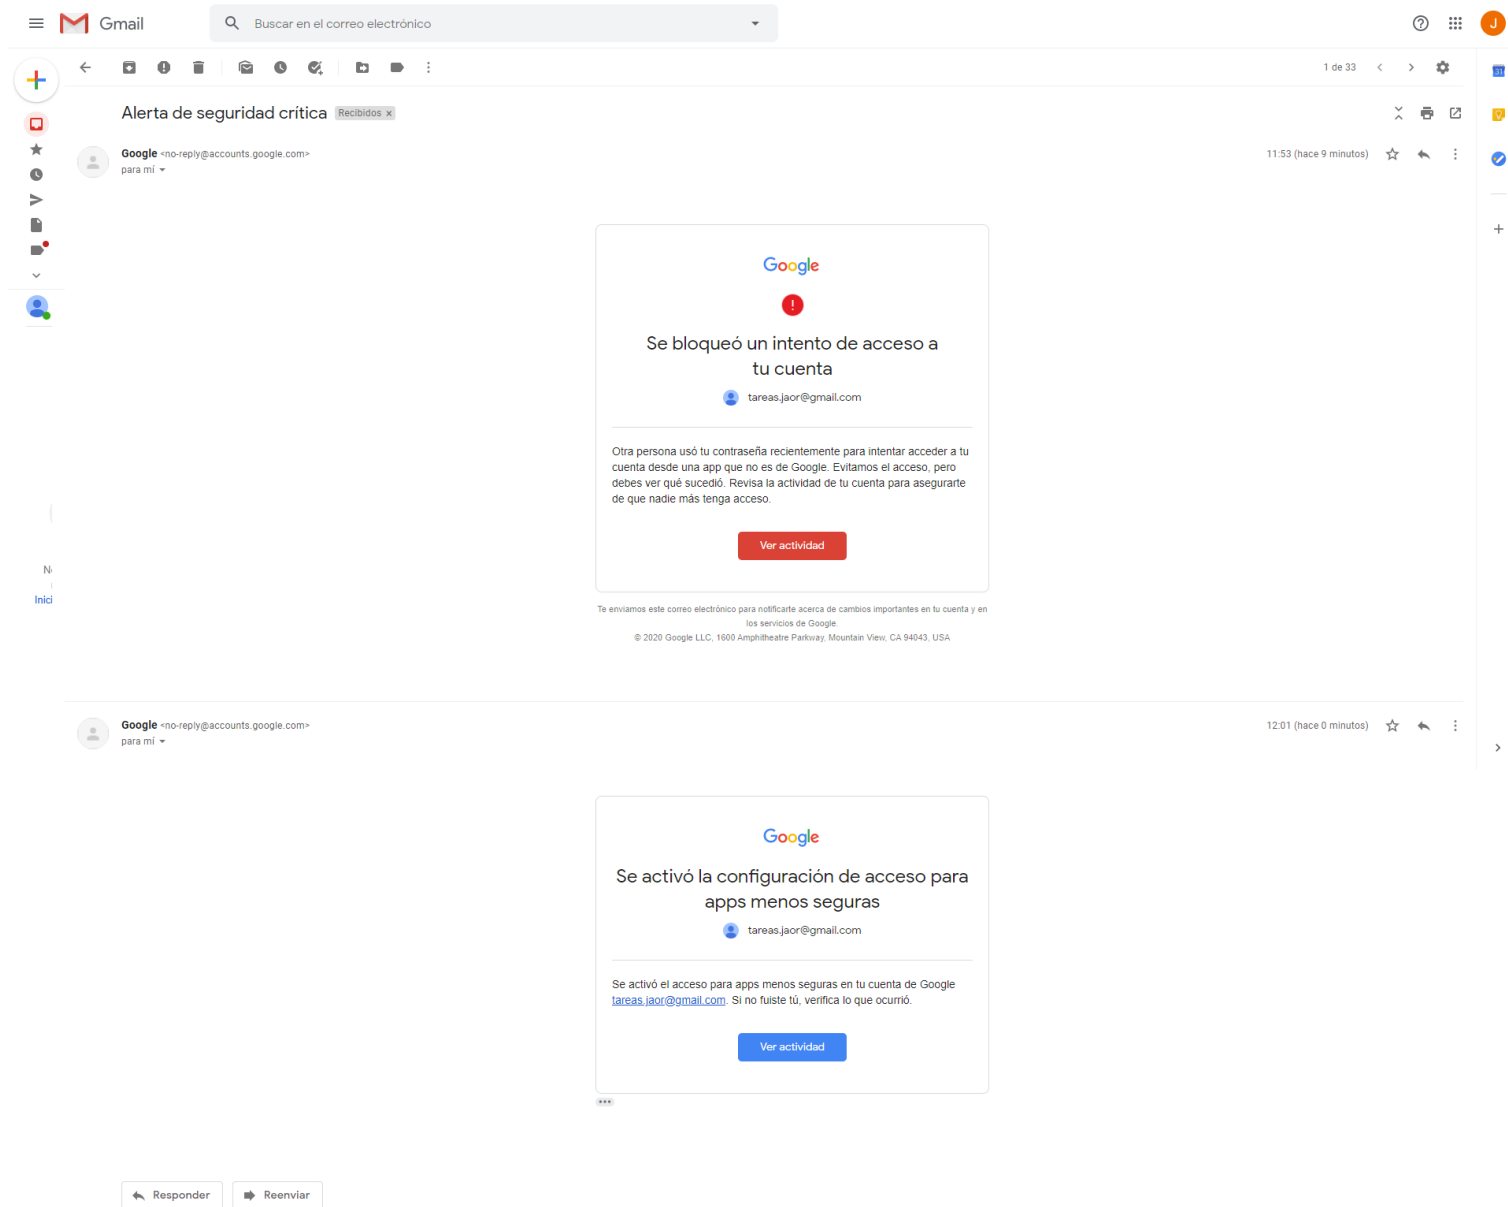 Gmail
Buscar en el correo electrónico
J
1 de 33
31
Alerta de seguridad crítica Recibidos x
Google <no-reply@accounts.google.com>
11:53 (hace 9 minutos)
para mí
Google
Se bloqueó un intento de acceso a
tu cuenta
tareas.jaor@gmail.com
Otra persona usó tu contraseña recientemente para intentar acceder a tu
cuenta desde una app que no es de Google. Evitamos el acceso, pero
debes ver qué sucedió. Revisa la actividad de tu cuenta para asegurarte
de que nadie más tenga acceso.
Ver actividad
Inici
Te enviamos este correo electrónico para notificarte acerca de cambios importantes en tu cuenta y en
los servicios de Google.
© 2020 Google LLC, 1600 Amphitheatre Parkway, Mountain View, CA 94043, USA
Google <no-reply@accounts.google.com>
12:01 (hace 0 minutos)
para mí
Google
Se activó la configuración de acceso para
apps menos seguras
tareas.jaor@gmail.com
Se activó el acceso para apps menos seguras en tu cuenta de Google
tareas.jaor@gmail.com. Si no fuiste tú, verifica lo que ocurrió.
Ver actividad
Responder
Reenviar